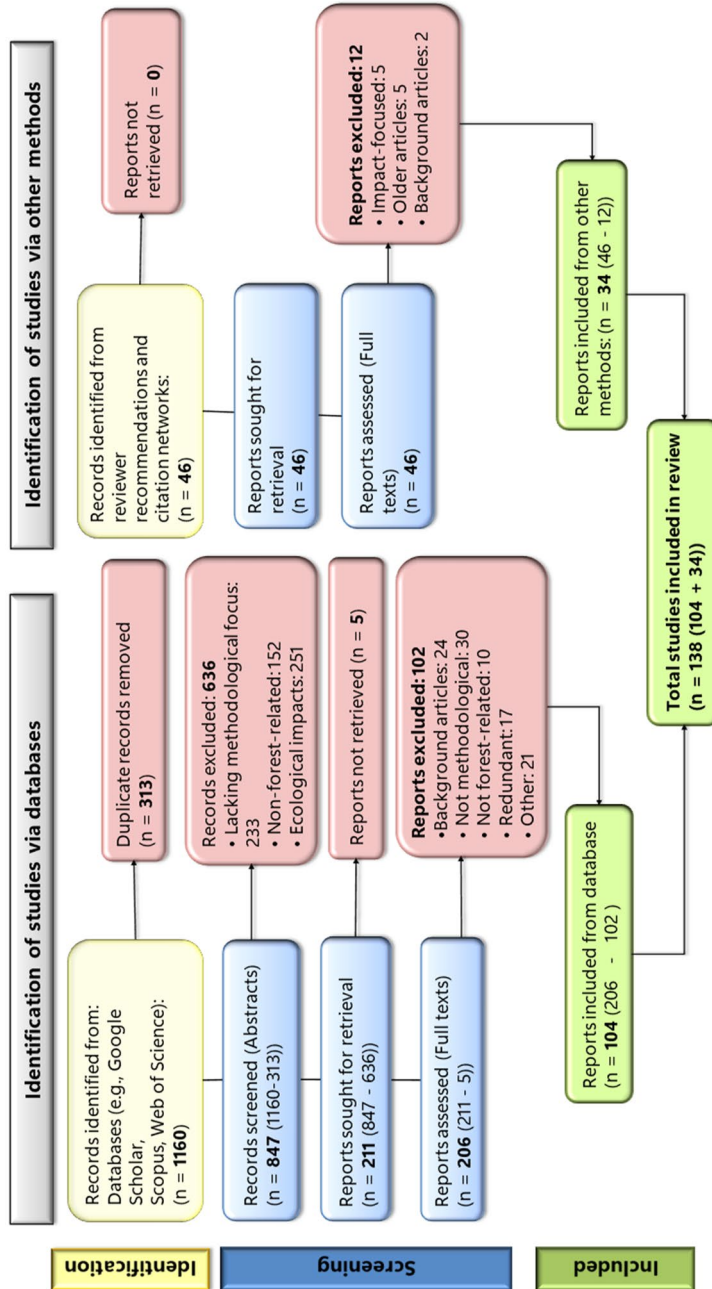 Identification of studies via databases
Identification of studies via other methods
Identification
Records identified from:
Databases (e.g., Google
Scholar,
Scopus, Web of Science):
(n = 1160)
Duplicate records removed
(n = 313)
Records identified from
reviewer
recommendations and
citation networks:
(n = 46)
Reports not
retrieved (n = 0)
Screening
Records screened (Abstracts)
(n = 847 (1160-313))
Records excluded: 636
• Lacking methodological focus:
233
• Non-forest-related: 152
• Ecological impacts: 251
Reports sought for retrieval
(n = 211 (847 - 636))
Reports not retrieved (n = 5)
Reports sought for
retrieval
(n = 46)
Reports assessed (Full texts)
(n = 206 (211 - 5))
Reports excluded: 102
•Background articles: 24
• Not methodological: 30
• Not forest-related: 10
• Redundant:17
• Other: 21
Reports assessed (Full
texts)
(n = 46)
Reports excluded: 12
• Impact-focused: 5
• Older articles: 5
• Background articles: 2
Included
Reports included from database
(n = 104 (206 - 102)
Reports included from other
methods: (n = 34 (46 - 12))
Total studies included in review
(n = 138 (104 + 34))